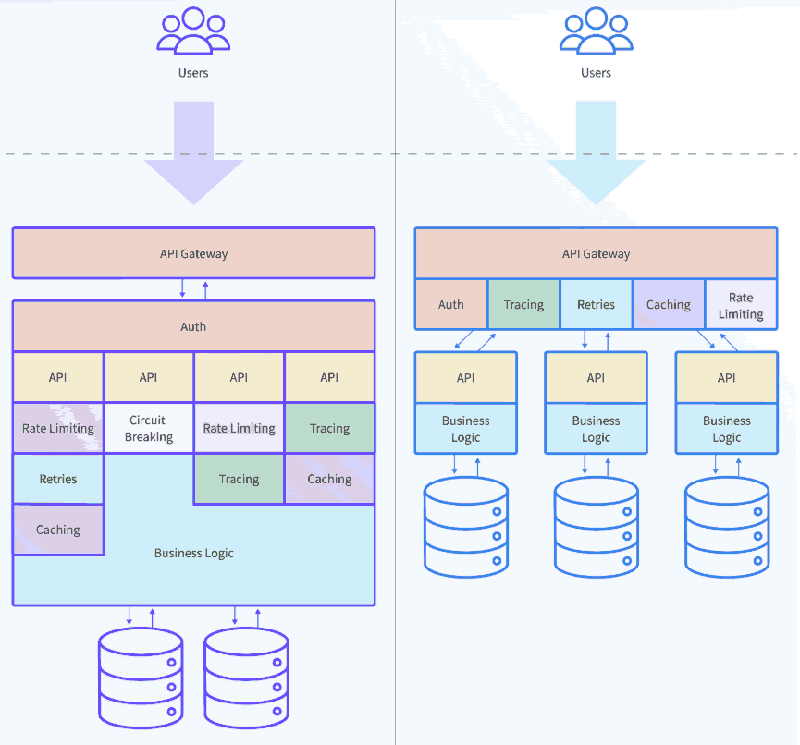 Users
API Gateway
Auth
API
API
API
API
Rate Limiting
Circuit
Breaking
Rate Limiting
Tracing
Retries
Tracing
Caching
Caching
Business Logic
Users
API Gateway
Auth
Tracing
Retries
Caching
Rate
Limiting
API
API
API
Business
Logic
Business
Logic
Business
Logic